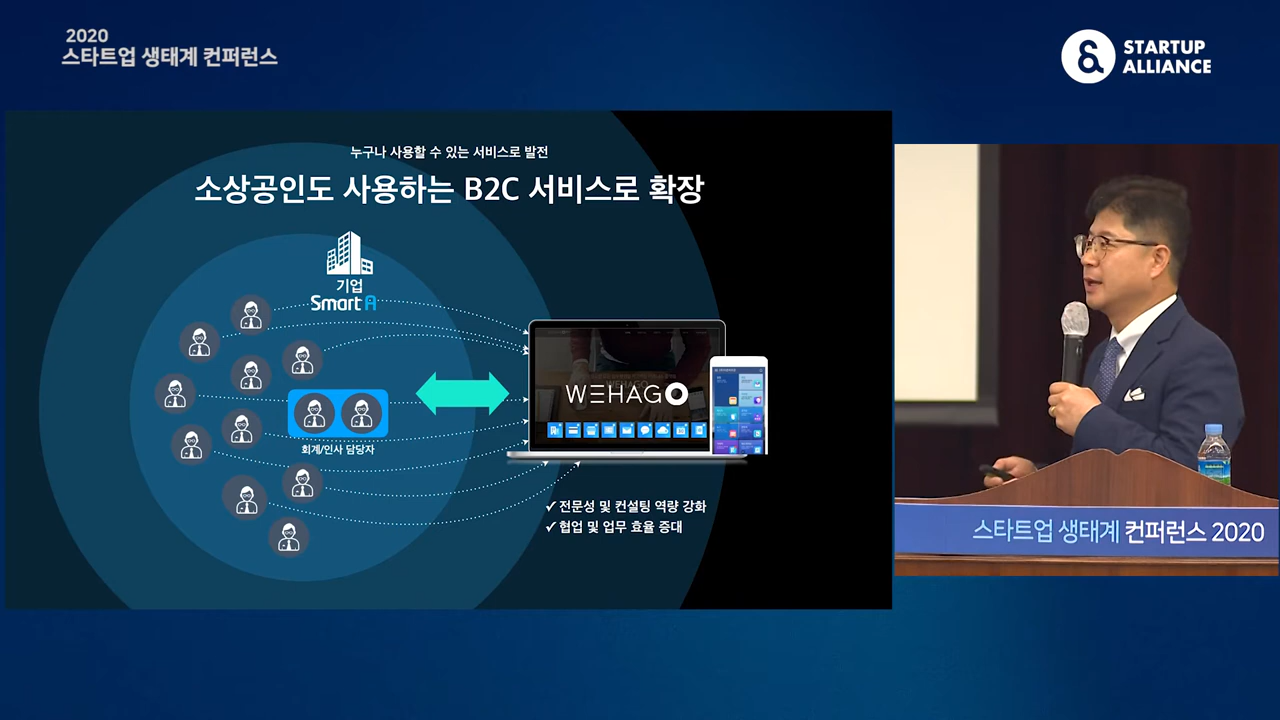 2020
스타트업 생태계 컨퍼런스
STARTUP
ALLIANCE
누구나 사용할 수 있는 서비스로 발전
소상공인도 사용하는 B2C 서비스로 확장
기업
Smart A
회계/인사 담당자
WEHAGO
✓ 전문성 및 컨설팅 역량 강화
✓ 협업 및 업무 효율 증대
스타트업 생태계 컨퍼런스 2020